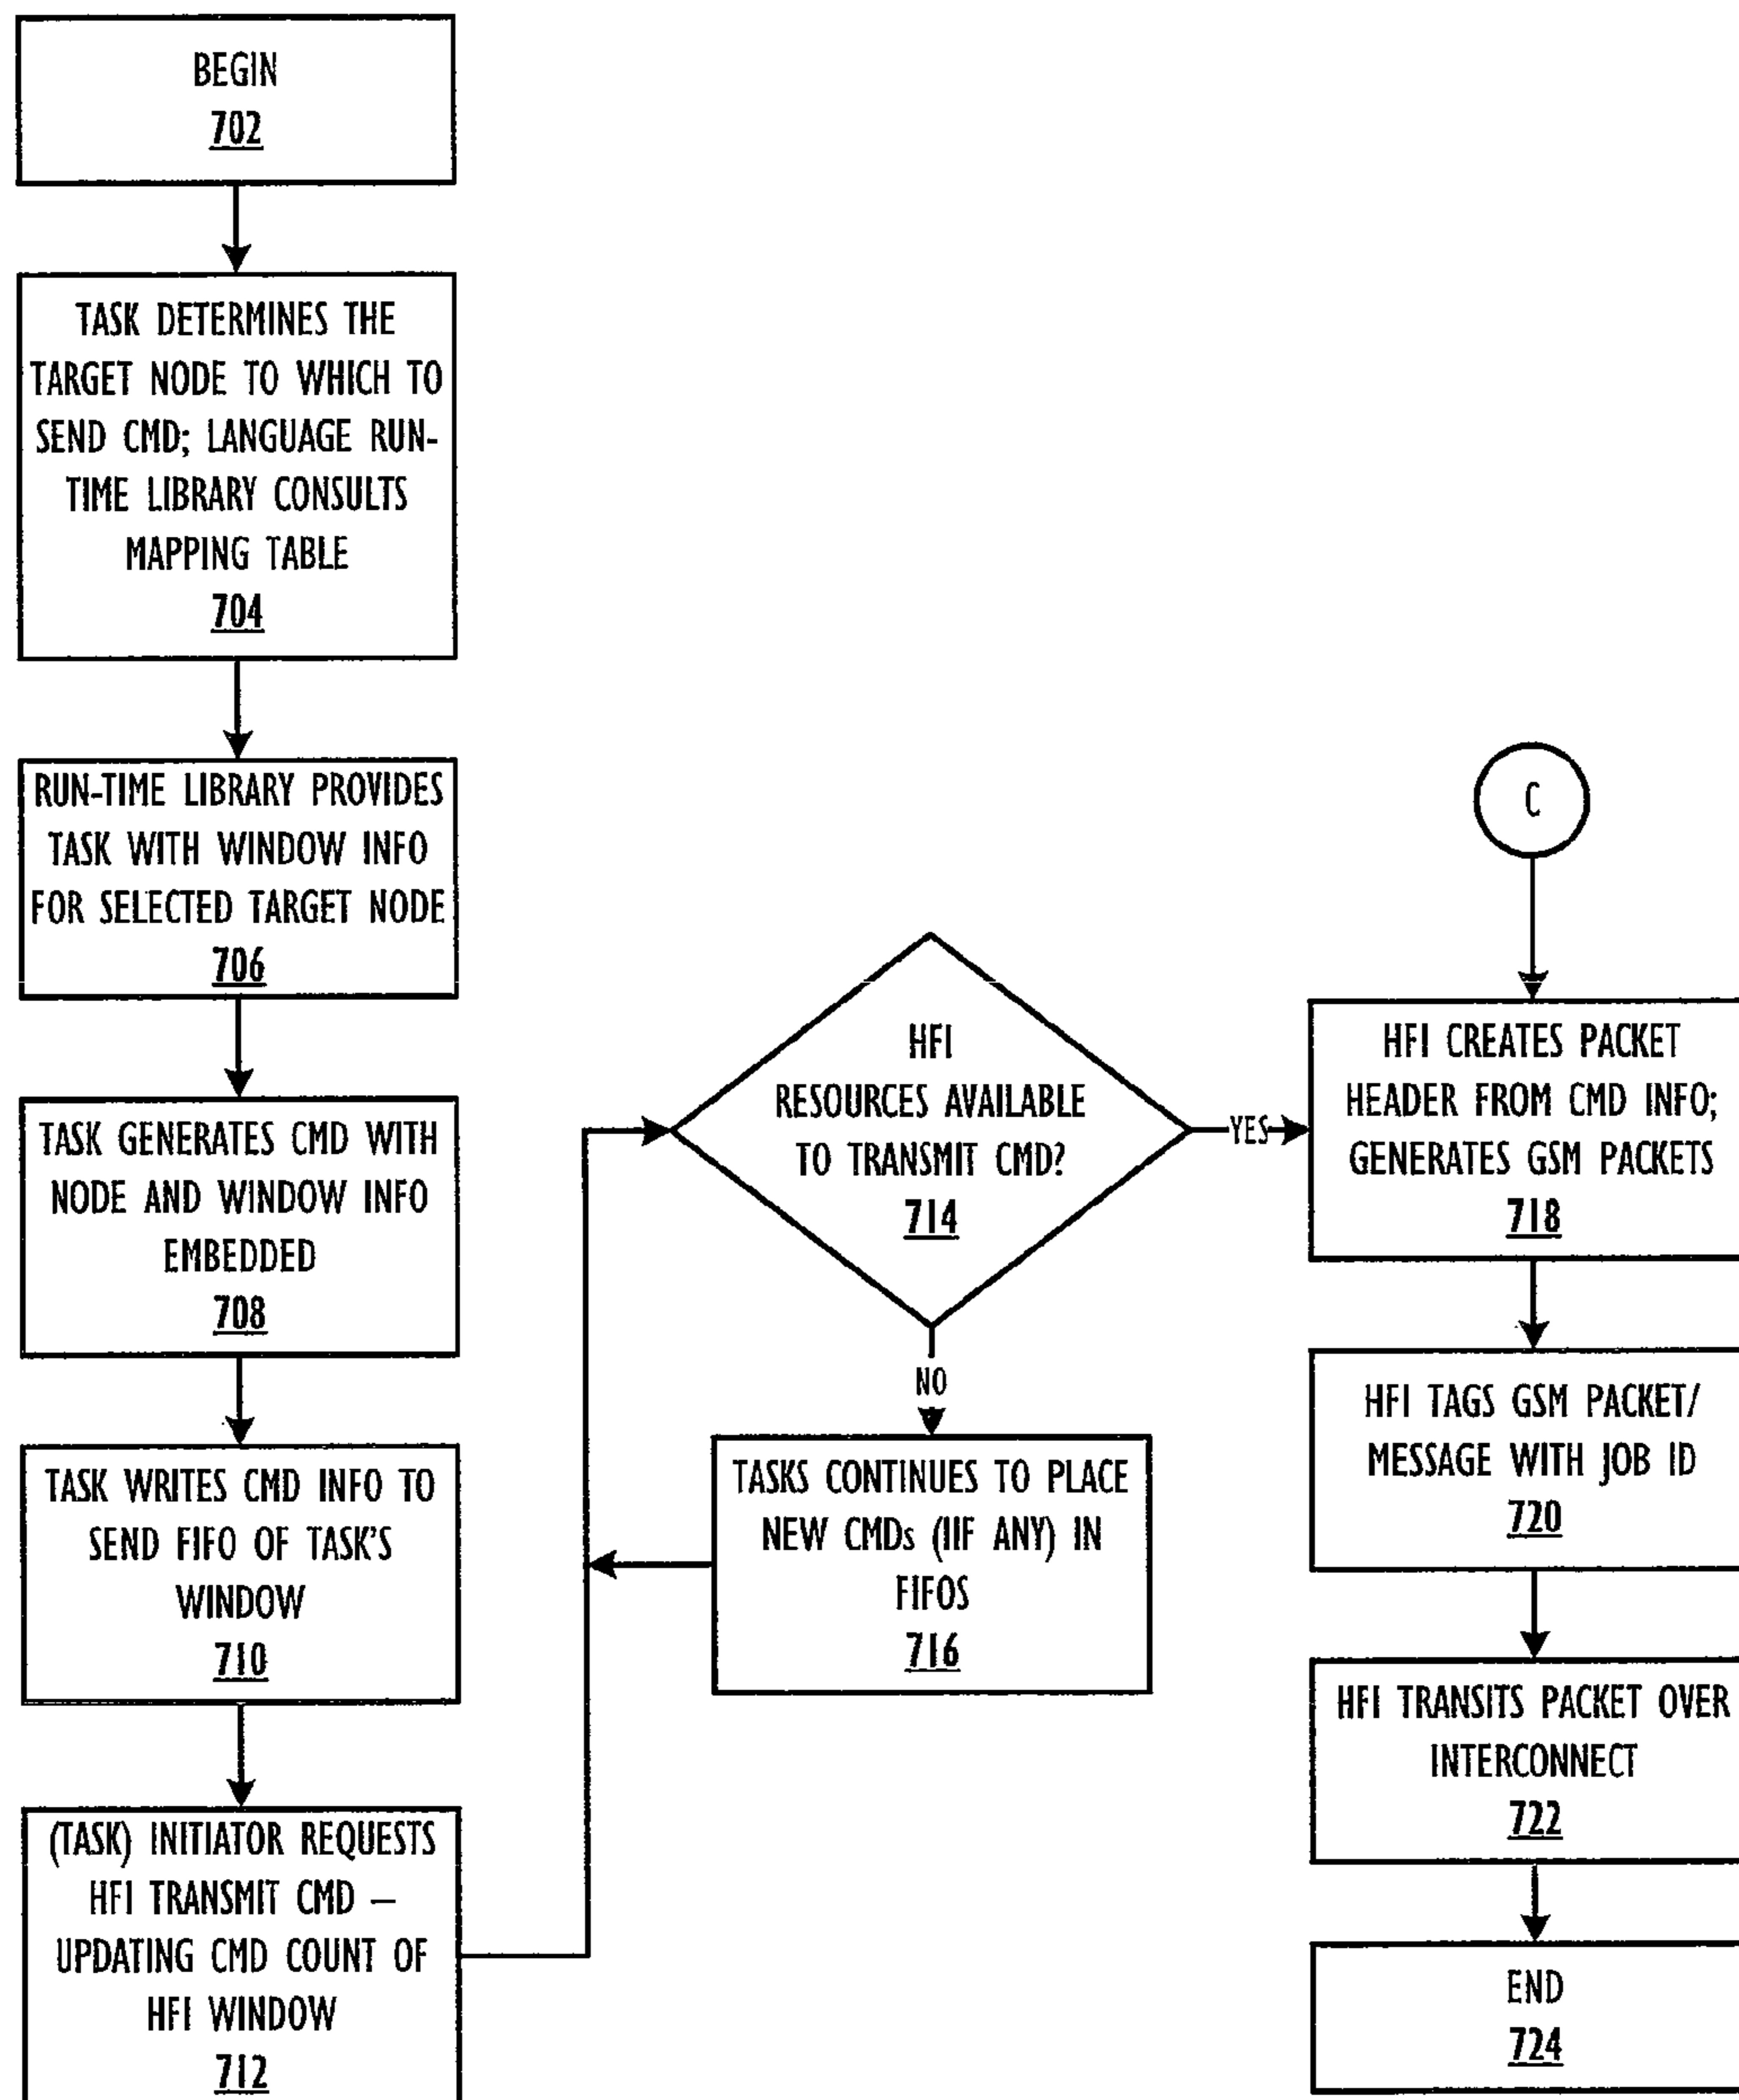 BEGIN
702
TASK DETERMINES THE
TARGET NODE TO WHICH TO
SEND CMD; LANGUAGE RUN-
TIME LIBRARY CONSULTS
MAPPING TABLE
704
RUN-TIME LIBRARY PROVIDES
TASK WITH WINDOW INFO
FOR SELECTED TARGET NODE
706
TASK GENERATES CMD WITH
NODE AND WINDOW INFO
EMBEDDED
708
TASK WRITES CMD INFO TO
SEND FIFO OF TASK'S
WINDOW
710
(TASK) INITIATOR REQUESTS
HFI TRANSMIT CMD –
UPDATING CMD COUNT OF
HFI WINDOW
712
HFI
RESOURCES AVAILABLE
TO TRANSMIT CMD?
714
YES
NO
TASKS CONTINUES TO PLACE
NEW CMDs (IIF ANY) IN
FIFOS
716
C
HFI CREATES PACKET
HEADER FROM CMD INFO;
GENERATES GSM PACKETS
718
HFI TAGS GSM PACKET/
MESSAGE WITH JOB ID
720
HFI TRANSITS PACKET OVER
INTERCONNECT
722
END
724